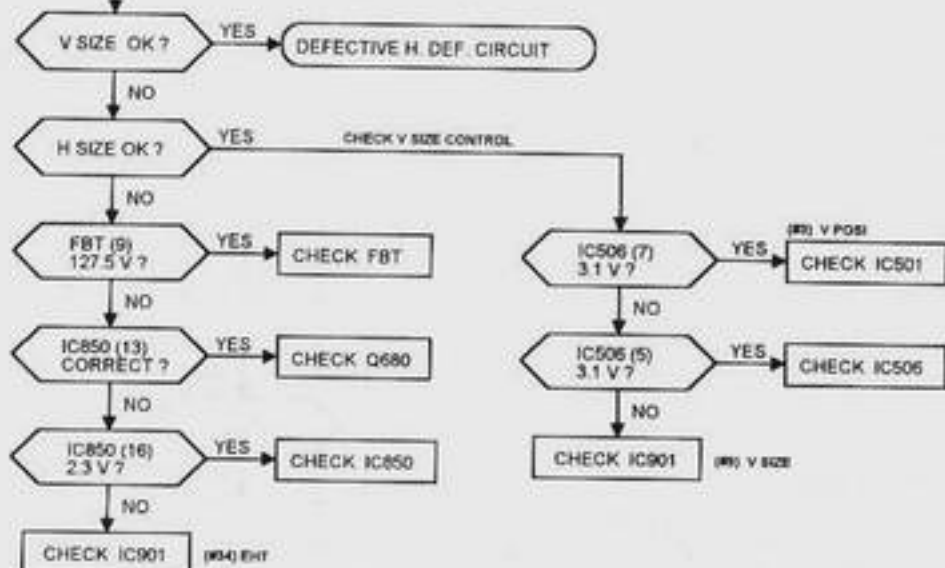 V SIZE OK ?
YES
DEFECTIVE H. DEF. CIRCUIT
NO
H SIZE OK ?
YES
CHECK V SIZE CONTROL
NO
FBT (9)
127.5 V ?
YES
CHECK FBT
NO
IC850 (13)
CORRECT ?
YES
CHECK Q680
NO
IC850 (16)
2.3 V ?
YES
CHECK IC850
NO
CHECK IC901
(#34) EHT
IC506 (7)
3.1 V ?
YES
V POSI
CHECK IC501
NO
IC506 (5)
3.1 V ?
YES
CHECK IC506
NO
CHECK IC901
V SIZE